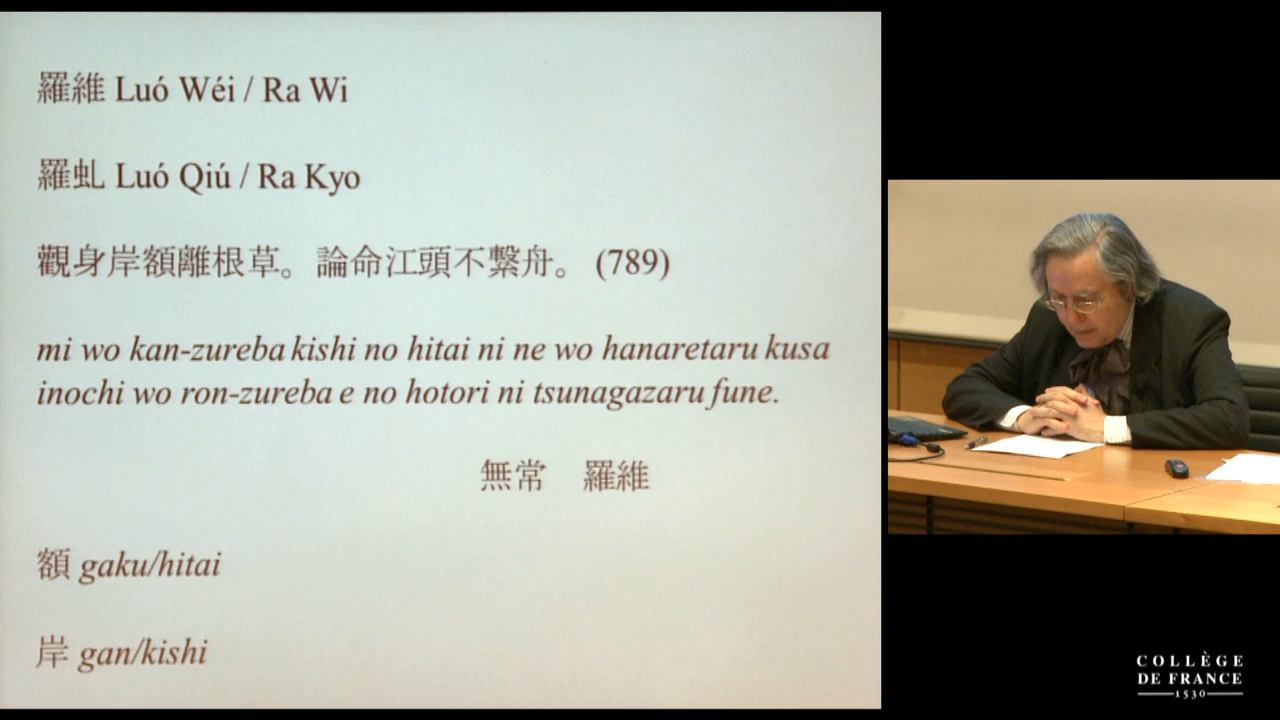 羅維 Luó Wéi / Ra Wi
羅虬 Luó Qiú / Ra Kyo
觀身岸額離根草。論命江頭不繫舟。 (789)
mi wo kan-zureba kishi no hitai ni ne wo hanaretaru kusa
inochi wo ron-zureba e no hotori ni tsunagazaru fune.
無常　羅維
額 gaku/hitai
岸 gan/kishi
COLLÈGE
DE FRANCE
1530